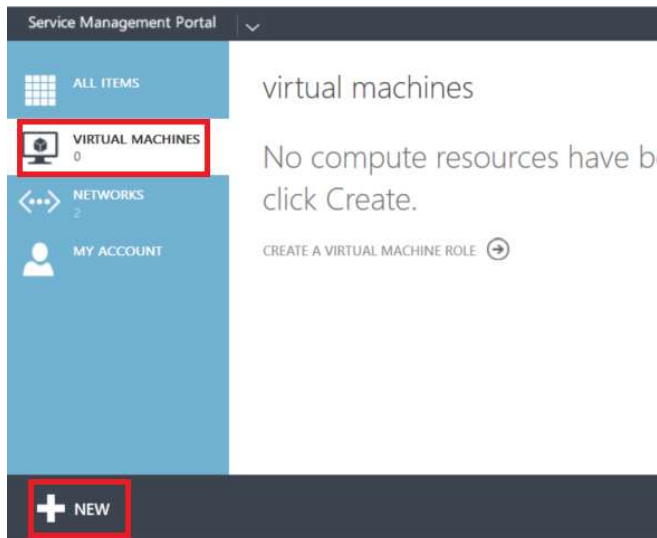 Service Management Portal
ALL ITEMS
VIRTUAL MACHINES
0
NETWORKS
2
MY ACCOUNT
virtual machines
No compute resources have
click Create.
CREATE A VIRTUAL MACHINE ROLE
NEW